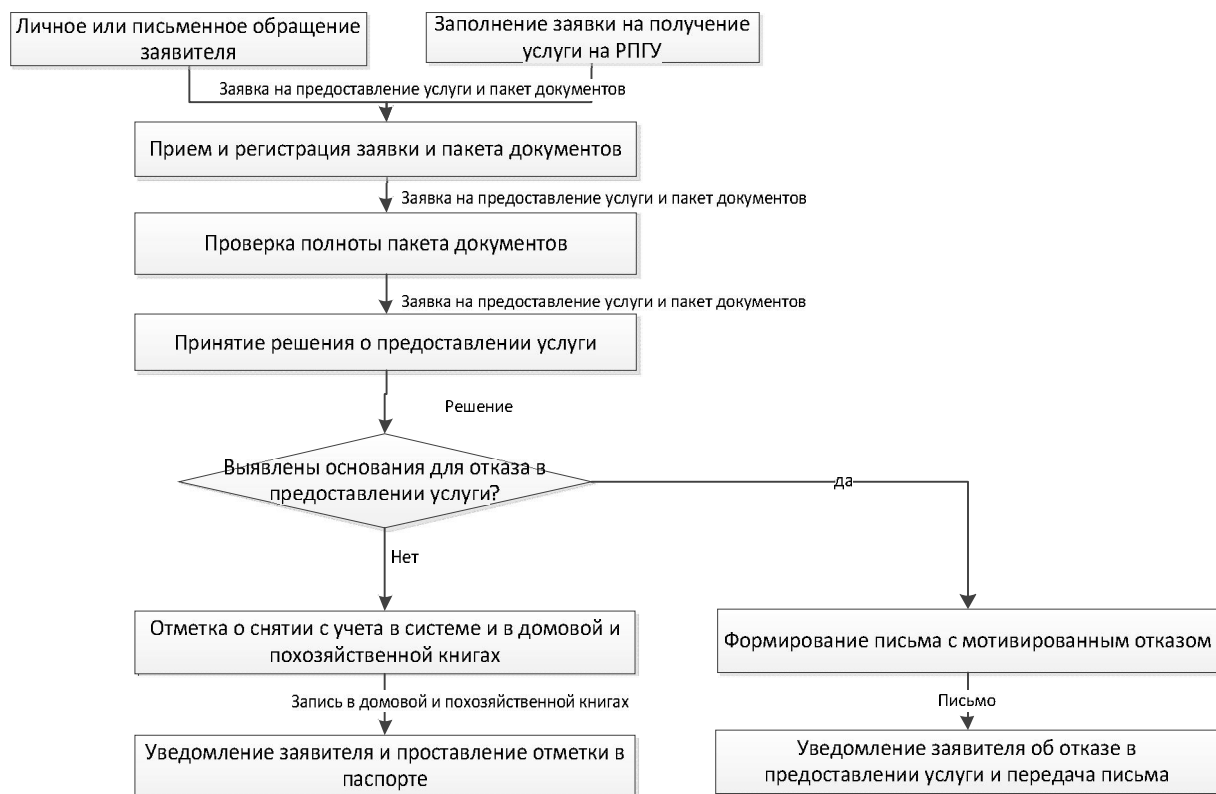 Личное или письменное обращение
заявителя
Заполнение заявки на получение
услуги на РПГУ
Заявка на предоставление услуги и пакет документов
Прием и регистрация заявки и пакета документов
Заявка на предоставление услуги и пакет документов
Проверка полноты пакета документов
Заявка на предоставление услуги и пакет документов
Принятие решения о предоставлении услуги
Решение
Выявлены основания для отказа в
предоставлении услуги?
да
Нет
Отметка о снятии с учета в системе и в домовой и
похозяйственной книгах
Формирование письма с мотивированным отказом
Запись в домовой и похозяйственной книгах
Письмо
Уведомление заявителя и проставление отметки в
паспорте
Уведомление заявителя об отказе в
предоставлении услуги и передача письма